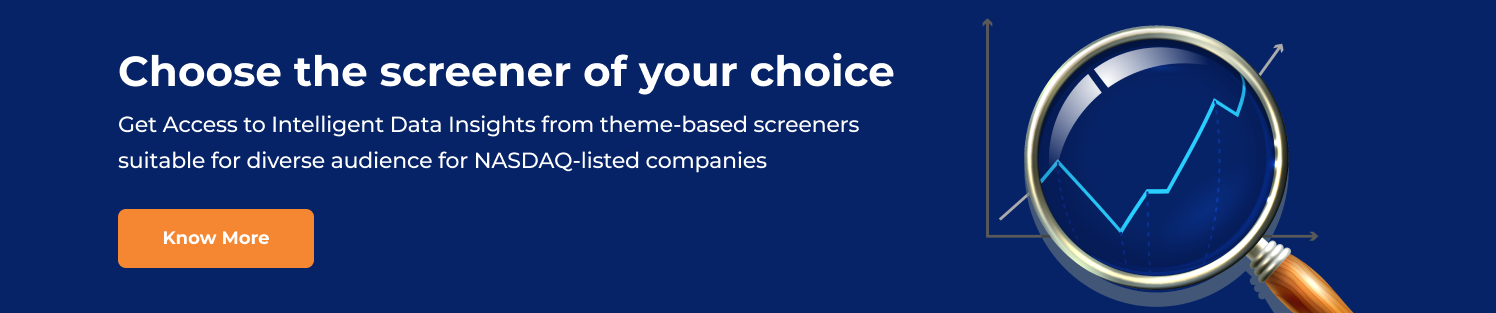 Choose the screener of your choice
Get Access to Intelligent Data Insights from theme-based screeners
suitable for diverse audience for NASDAQ-listed companies
Know More